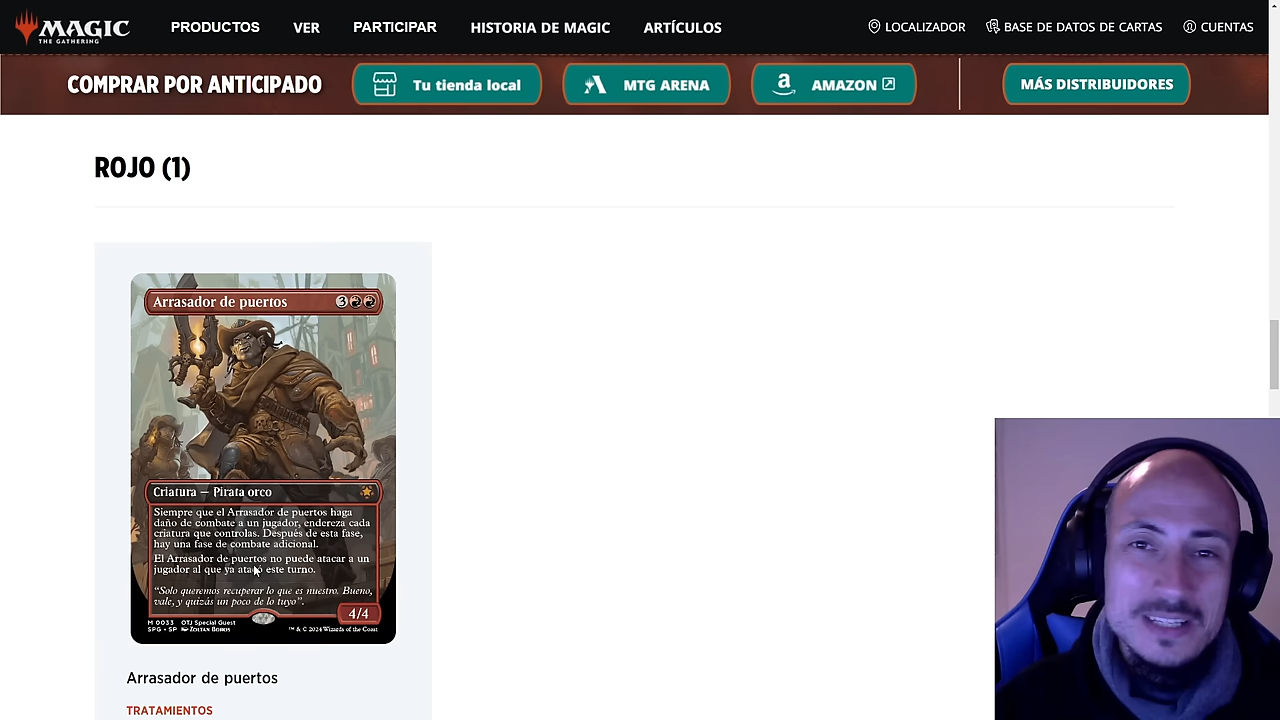 MAGIC
THE GATHERING
PRODUCTOS
VER
PARTICIPAR
HISTORIA DE MAGIC
ARTÍCULOS
LOCALIZADOR
BASE DE DATOS DE CARTAS
CUENTAS
COMPRAR POR ANTICIPADO
Tu tienda local
MTG ARENA
AMAZON
MÁS DISTRIBUIDORES
ROJO (1)
Arrasador de puertos 3
Criatura — Pirata orco
Siempre que el Arrasador de puertos haga
daño de combate a un jugador, endereza cada
criatura que controlas. Después de esta fase,
hay una fase de combate adicional.
El Arrasador de puertos no puede atacar a un
jugador al que ya atacó este turno.
“Solo queremos recuperar lo que es nuestro. Bueno,
vale, y quizás un poco de lo tuyo”.
4/4
M 0033 OTJ Special Guest
SPG • SP Zoltan Boros
™ & © 2024 Wizards of the Coast
Arrasador de puertos
TRATAMIENTOS